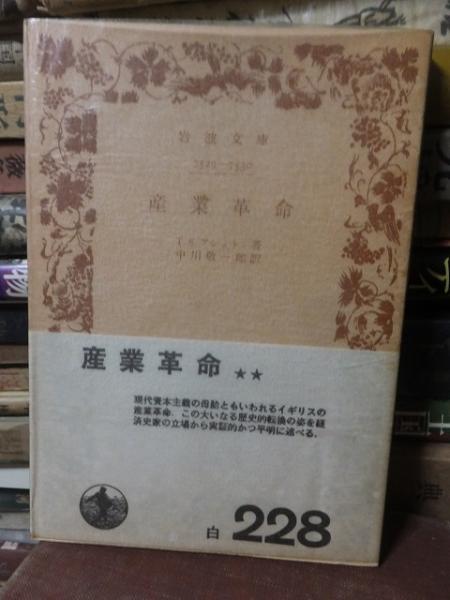 岩波文庫
2529—2530
産業革命
T.S.アシュトン著
中川敬一郎訳
産業革命 ★★
現代資本主義の母胎ともいわれるイギリスの
産業革命.この大いなる歴史的転換の姿を経
済史家の立場から実証的かつ平明に述べる.
白 228